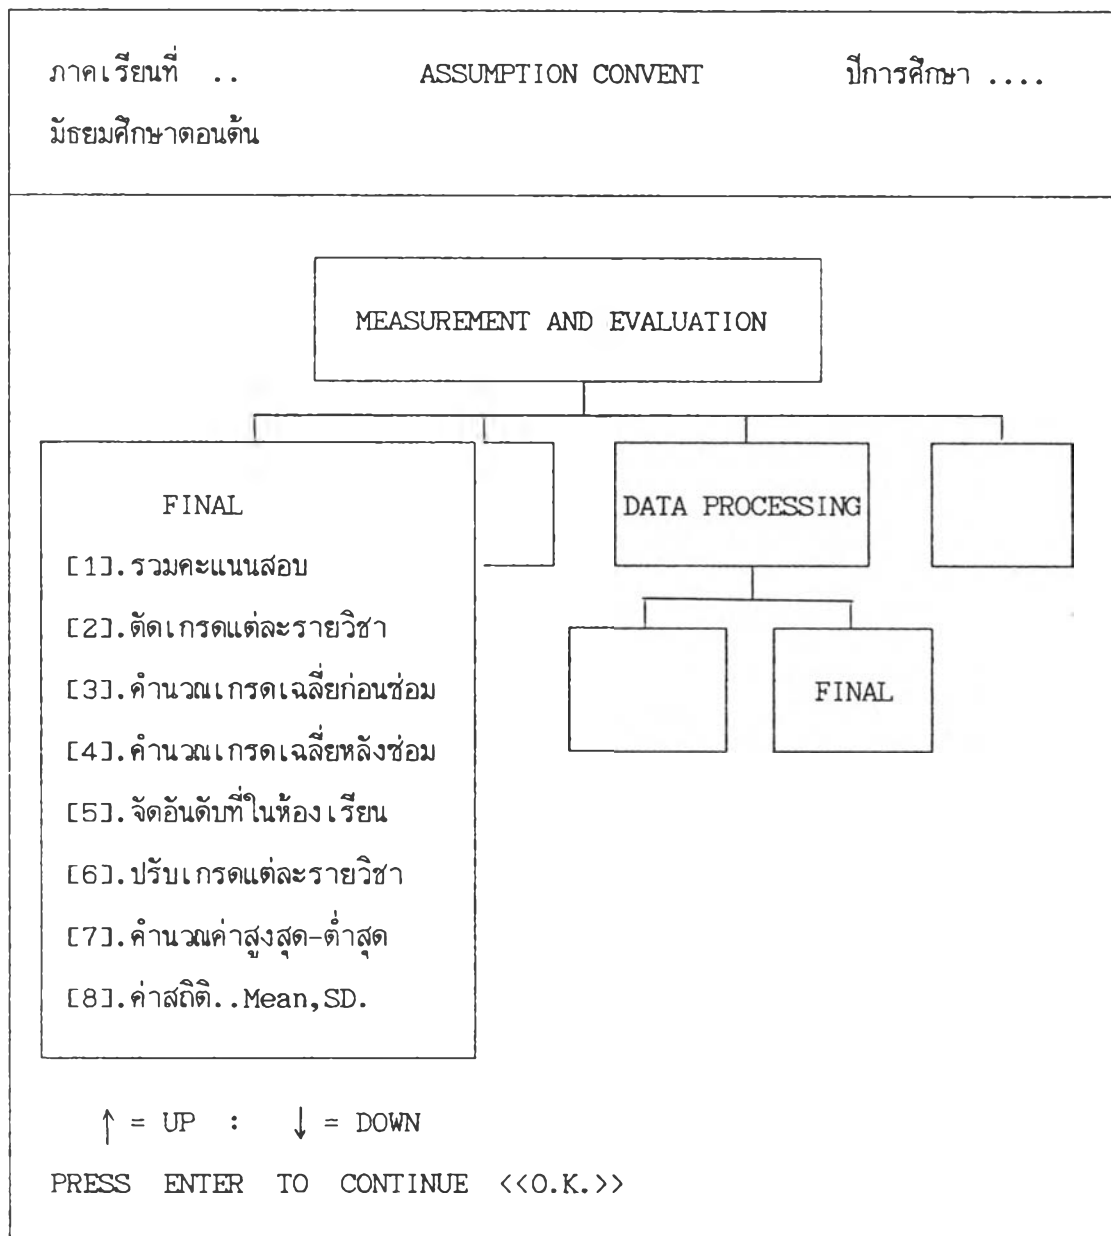 ภาคเรียนที่ .. ASSUMPTION CONVENT ปีการศึกษา ....
มัธยมศึกษาตอนต้น
MEASUREMENT AND EVALUATION
DATA PROCESSING
FINAL
FINAL
[1].รวมคะแนนสอบ
[2].ตัดเกรดแต่ละรายวิชา
[3].คำนวณเกรดเฉลี่ยก่อนซ่อม
[4].คำนวณเกรดเฉลี่ยหลังซ่อม
[5].จัดอันดับที่ในห้องเรียน
[6].ปรับเกรดแต่ละรายวิชา
[7].คำนวณค่าสูงสุด-ต่ำสุด
[8].ค่าสถิติ..Mean,SD.
↑ = UP : ↓ = DOWN
PRESS ENTER TO CONTINUE <<O.K.>>